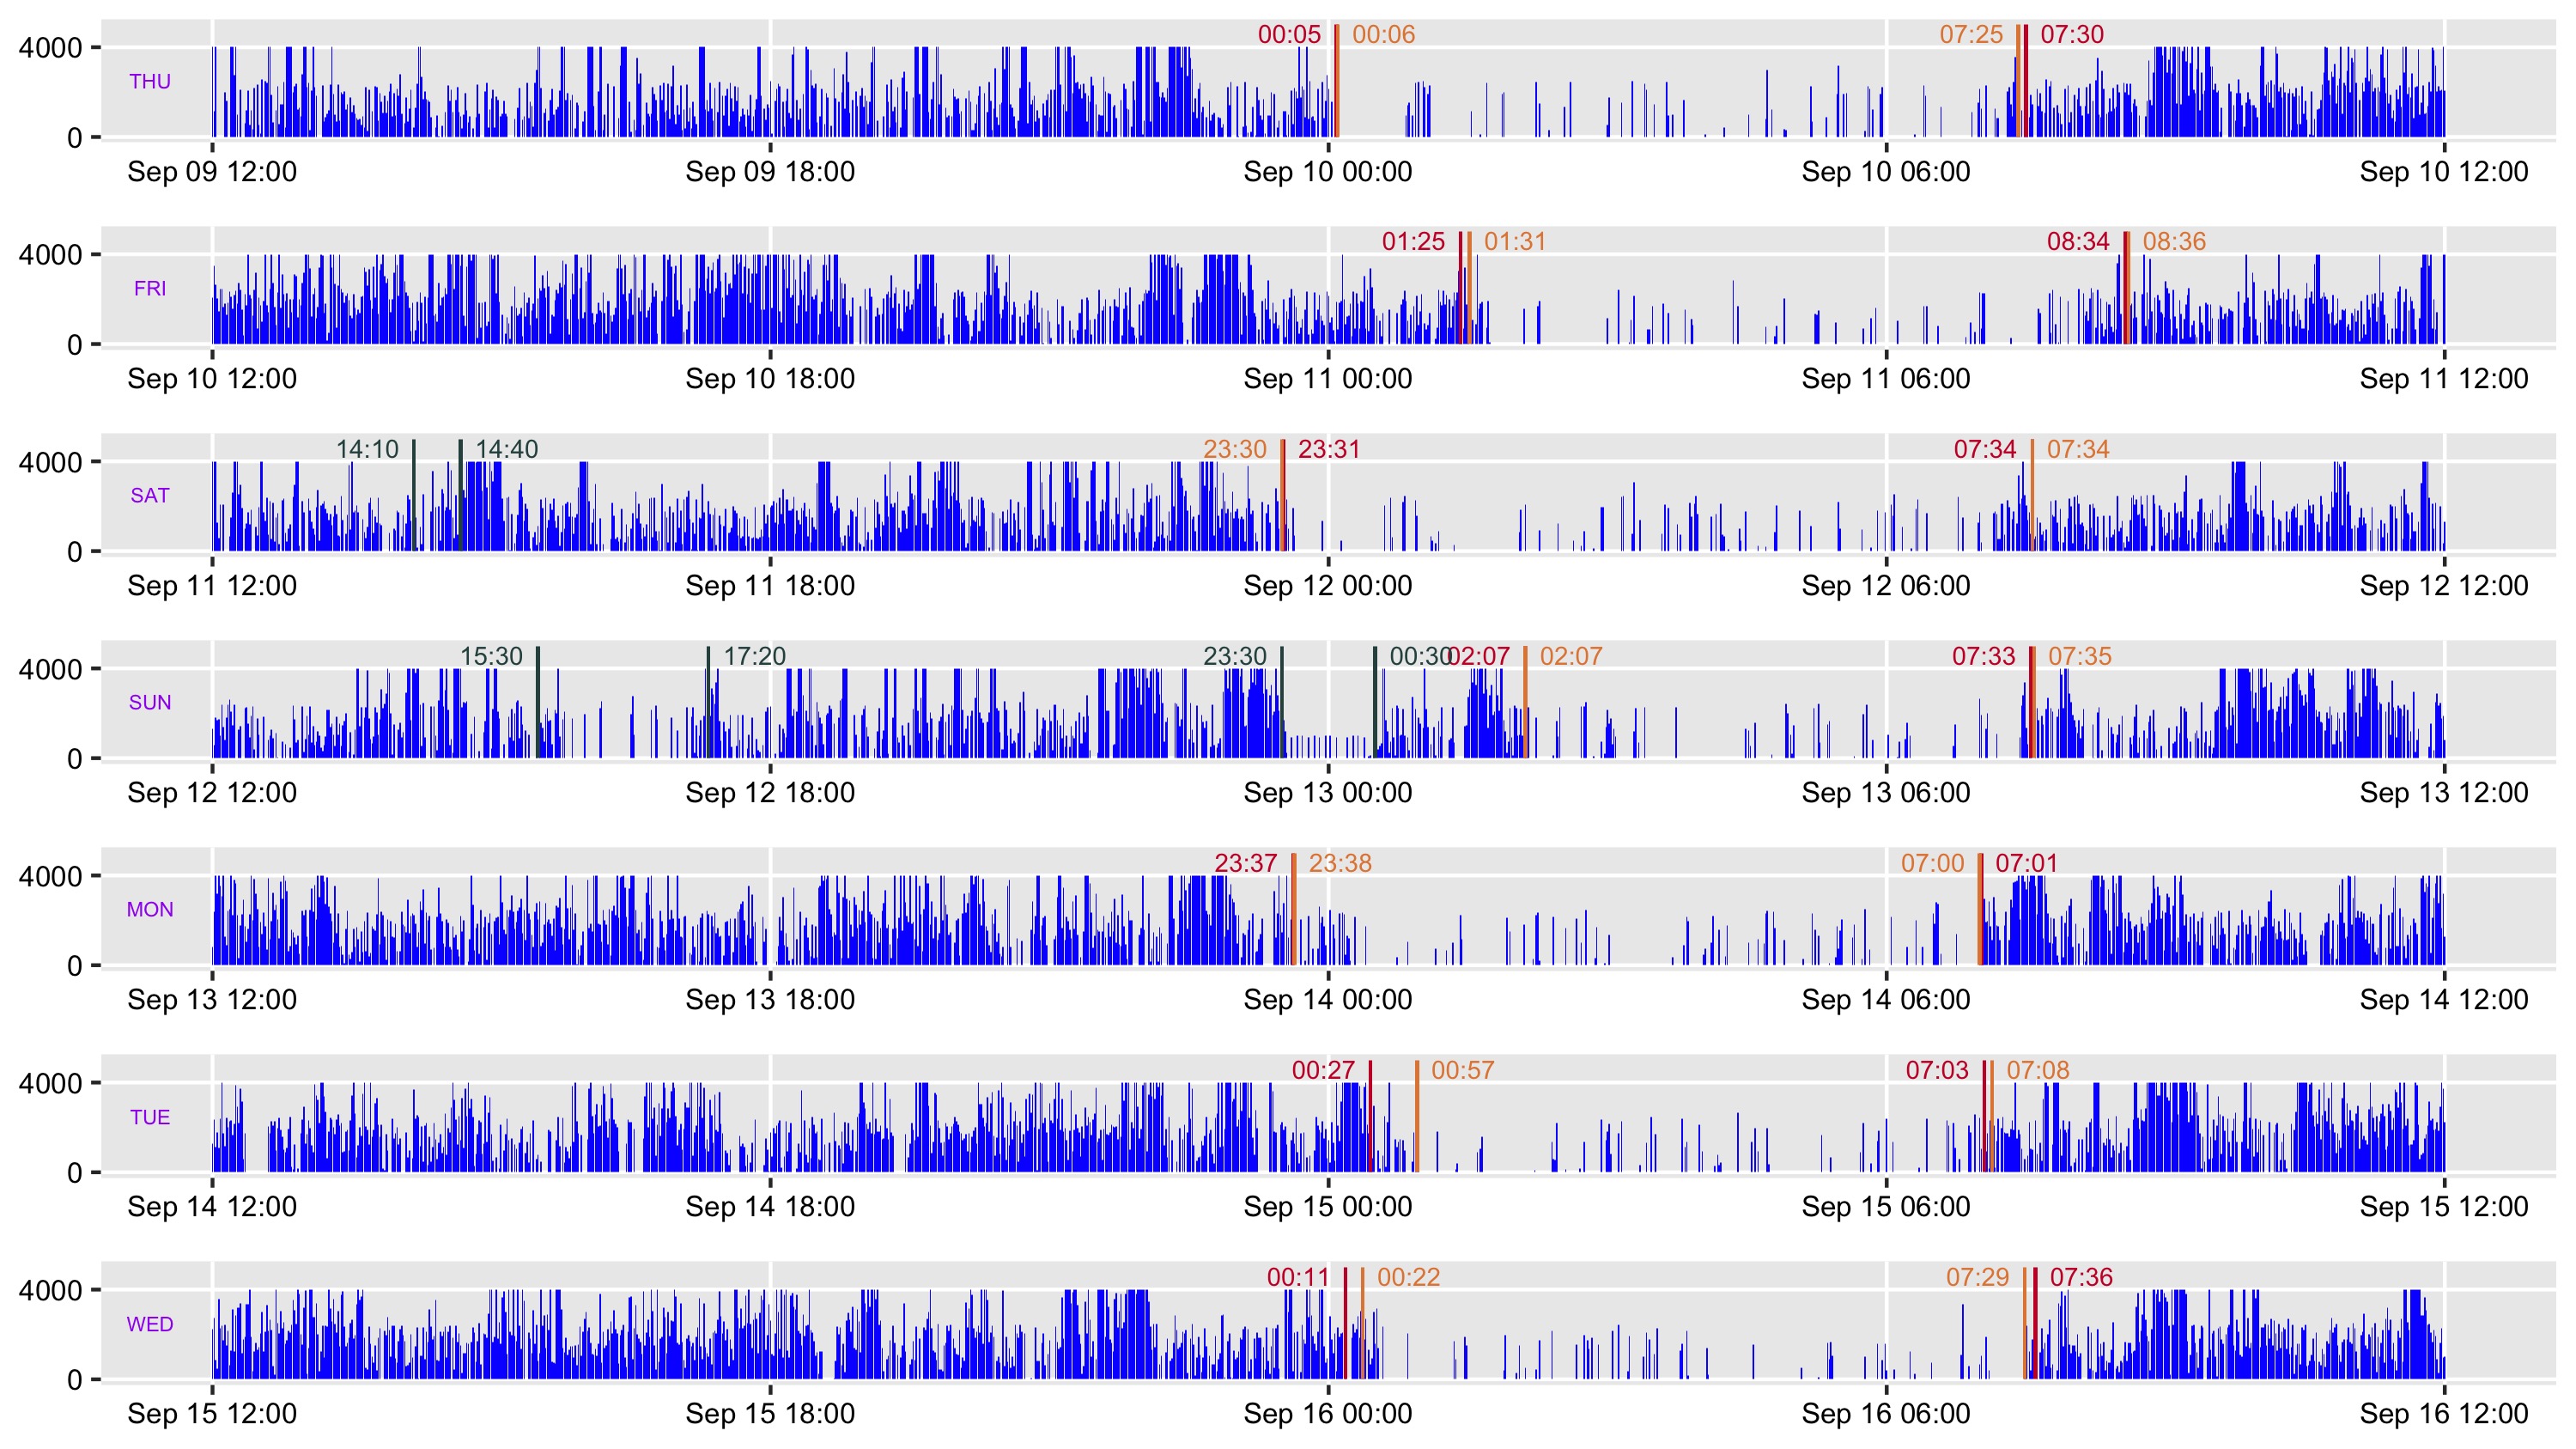 00:05 00:06 07:25 07:30
4000
THU
0
Sep 09 12:00 Sep 09 18:00 Sep 10 00:00 Sep 10 06:00 Sep 10 12:00
01:25 01:31 08:34 08:36
4000
FRI
0
Sep 10 12:00 Sep 10 18:00 Sep 11 00:00 Sep 11 06:00 Sep 11 12:00
14:10 14:40 23:30 23:31 07:34 07:34
4000
SAT
0
Sep 11 12:00 Sep 11 18:00 Sep 12 00:00 Sep 12 06:00 Sep 12 12:00
15:30 17:20 23:30 00:30 02:07 02:07 07:33 07:35
4000
SUN
0
Sep 12 12:00 Sep 12 18:00 Sep 13 00:00 Sep 13 06:00 Sep 13 12:00
23:37 23:38 07:00 07:01
4000
MON
0
Sep 13 12:00 Sep 13 18:00 Sep 14 00:00 Sep 14 06:00 Sep 14 12:00
00:27 00:57 07:03 07:08
4000
TUE
0
Sep 14 12:00 Sep 14 18:00 Sep 15 00:00 Sep 15 06:00 Sep 15 12:00
00:11 00:22 07:29 07:36
4000
WED
0
Sep 15 12:00 Sep 15 18:00 Sep 16 00:00 Sep 16 06:00 Sep 16 12:00